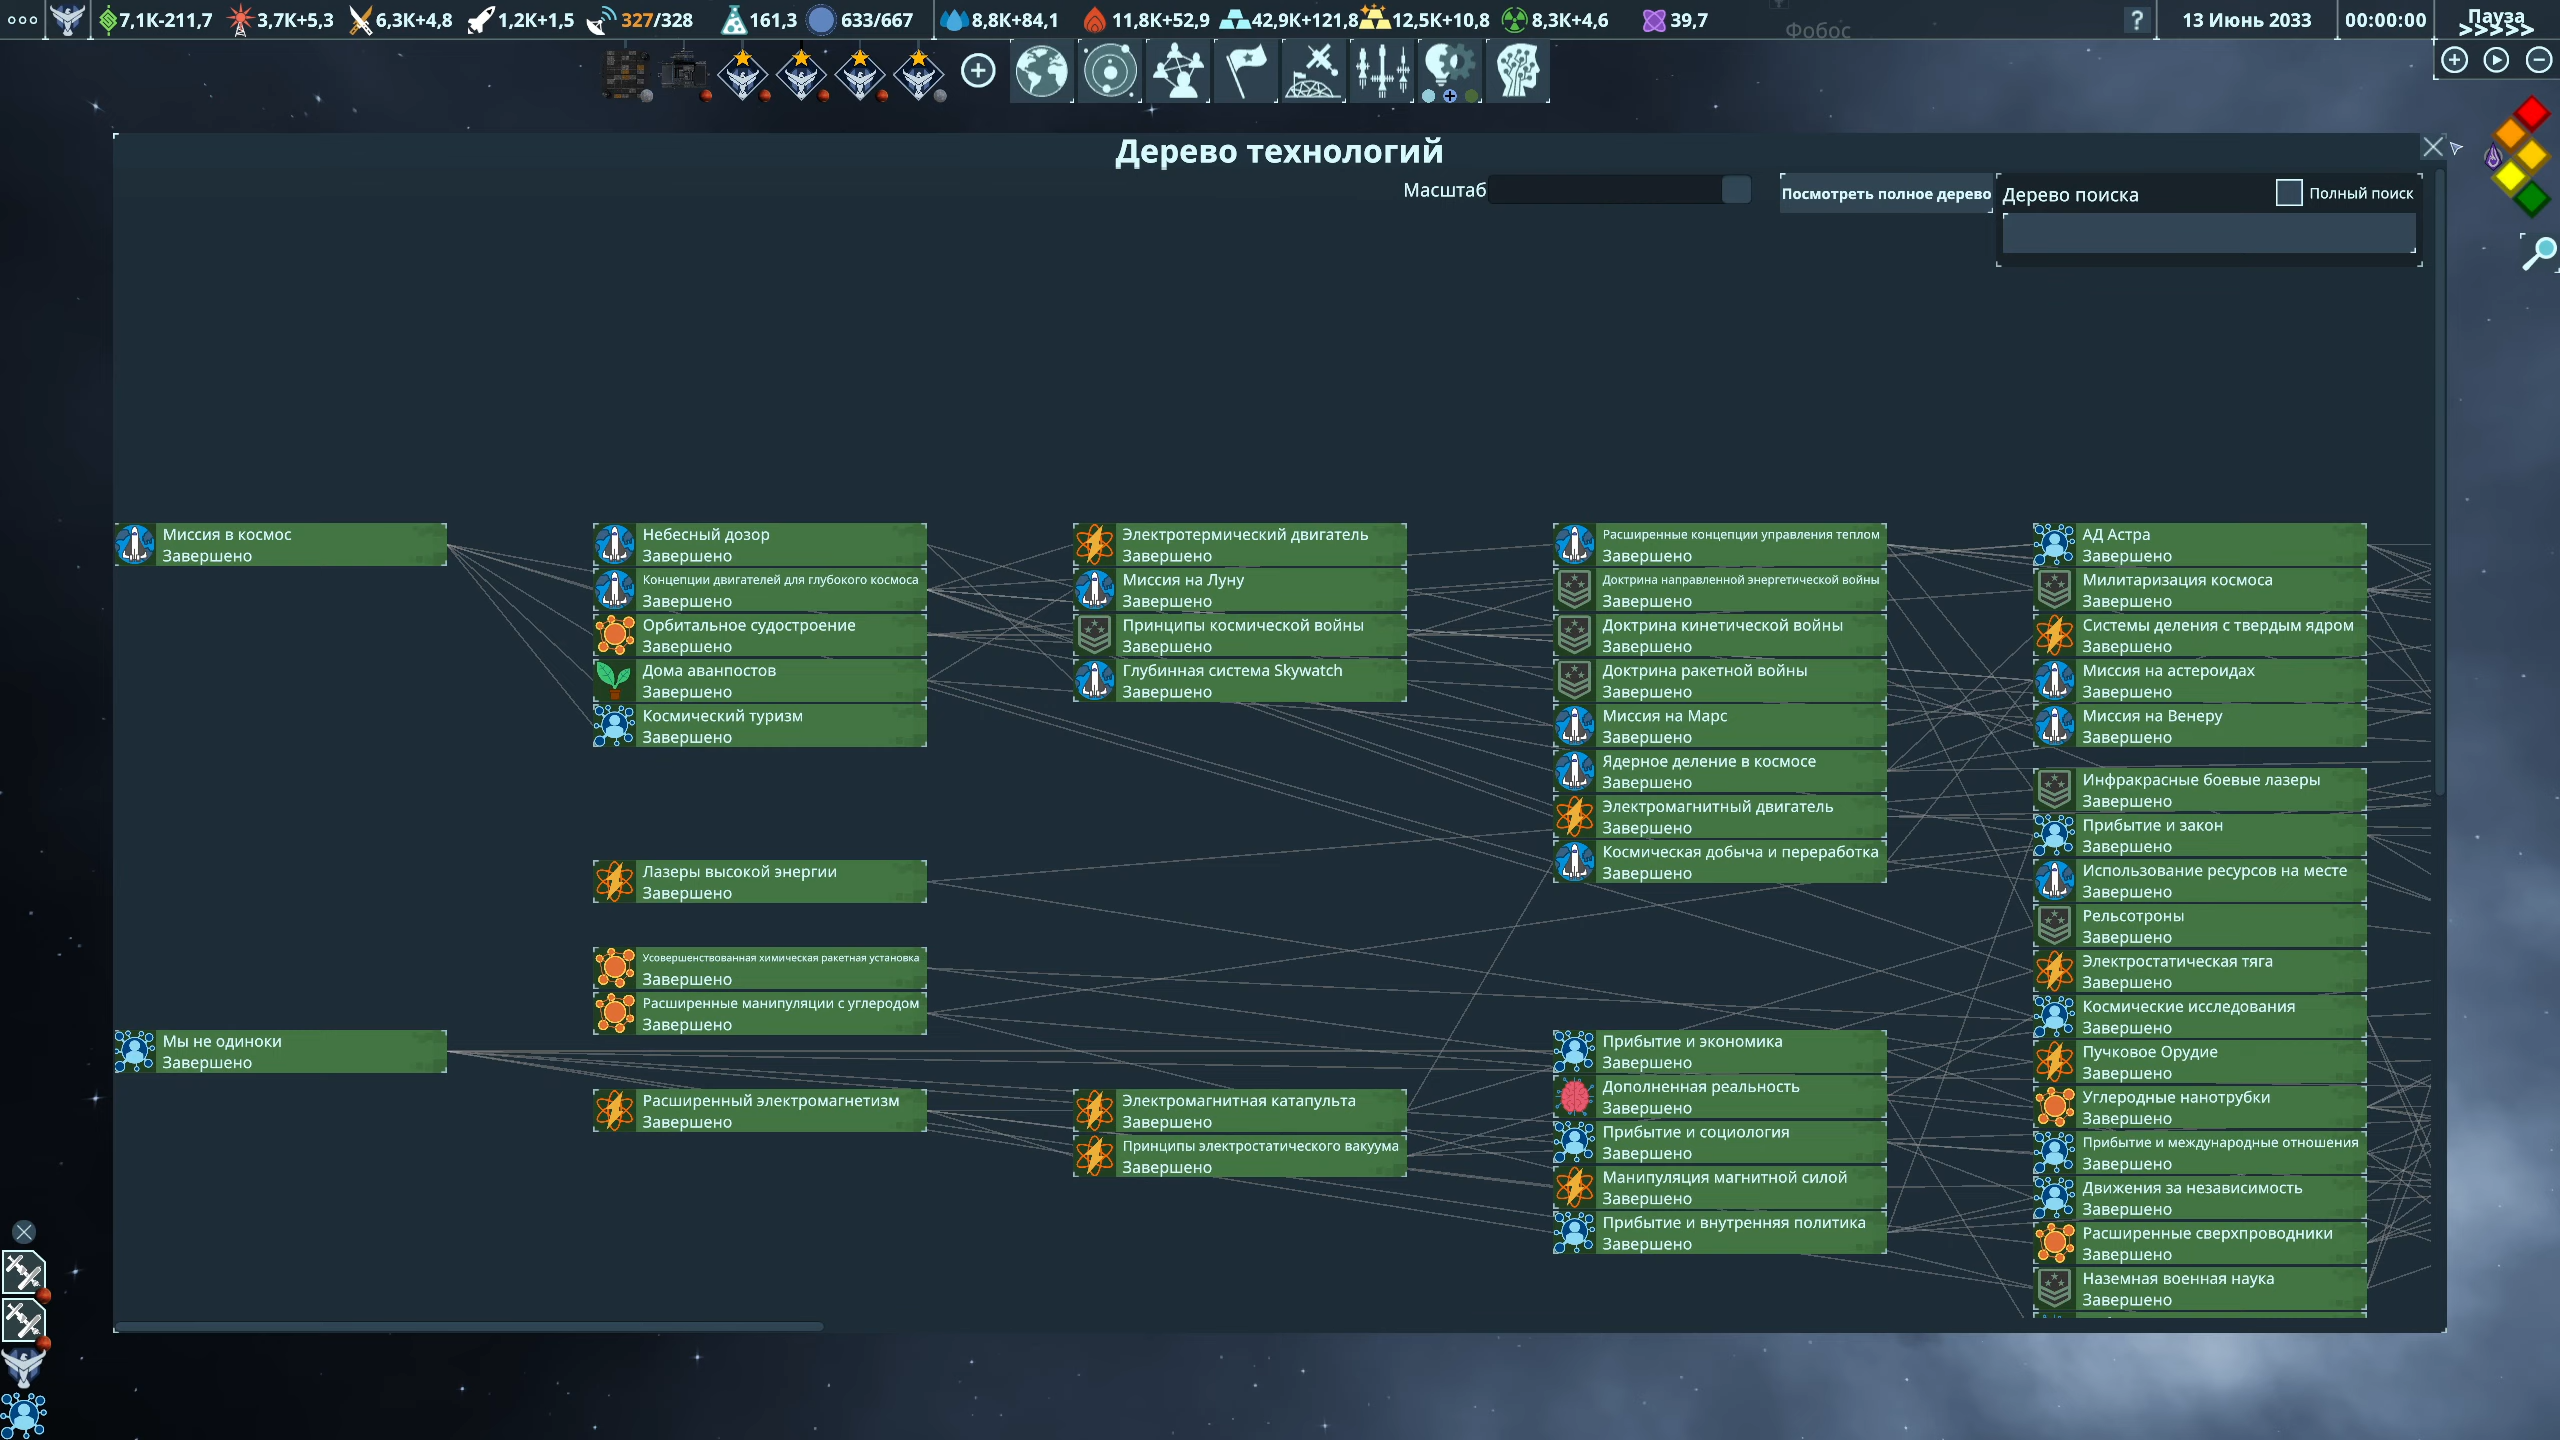 7,1K-211,7 3,7K+5,3 6,3K+4,8 1,2K+1,5 327/328 161,3 633/667 8,8K+84,1 11,8K+52,9 42,9K+121,8 12,5K+10,8 8,3K+4,6 39,7 Фобос ? 13 Июнь 2033 00:00:00 Пауза
Дерево технологий
Масштаб
Посмотреть полное дерево
Дерево поиска
Полный поиск
Миссия в космос
Завершено
Мы не одиноки
Завершено
Небесный дозор
Завершено
Концепции двигателей для глубокого космоса
Завершено
Орбитальное судостроение
Завершено
Дома аванпостов
Завершено
Космический туризм
Завершено
Лазеры высокой энергии
Завершено
Усовершенствованная химическая ракетная установка
Завершено
Расширенные манипуляции с углеродом
Завершено
Расширенный электромагнетизм
Завершено
Электротермический двигатель
Завершено
Миссия на Луну
Завершено
Принципы космической войны
Завершено
Глубинная система Skywatch
Завершено
Электромагнитная катапульта
Завершено
Принципы электростатического вакуума
Завершено
Расширенные концепции управления теплом
Завершено
Доктрина направленной энергетической войны
Завершено
Доктрина кинетической войны
Завершено
Доктрина ракетной войны
Завершено
Миссия на Марс
Завершено
Ядерное деление в космосе
Завершено
Электромагнитный двигатель
Завершено
Космическая добыча и переработка
Завершено
Прибытие и экономика
Завершено
Дополненная реальность
Завершено
Прибытие и социология
Завершено
Манипуляция магнитной силой
Завершено
Прибытие и внутренняя политика
Завершено
АД Астра
Завершено
Милитаризация космоса
Завершено
Системы деления с твердым ядром
Завершено
Миссия на астероидах
Завершено
Миссия на Венеру
Завершено
Инфракрасные боевые лазеры
Завершено
Прибытие и закон
Завершено
Использование ресурсов на месте
Завершено
Рельсотроны
Завершено
Электростатическая тяга
Завершено
Космические исследования
Завершено
Пучковое Орудие
Завершено
Углеродные нанотрубки
Завершено
Прибытие и международные отношения
Завершено
Движения за независимость
Завершено
Расширенные сверхпроводники
Завершено
Наземная военная наука
Завершено